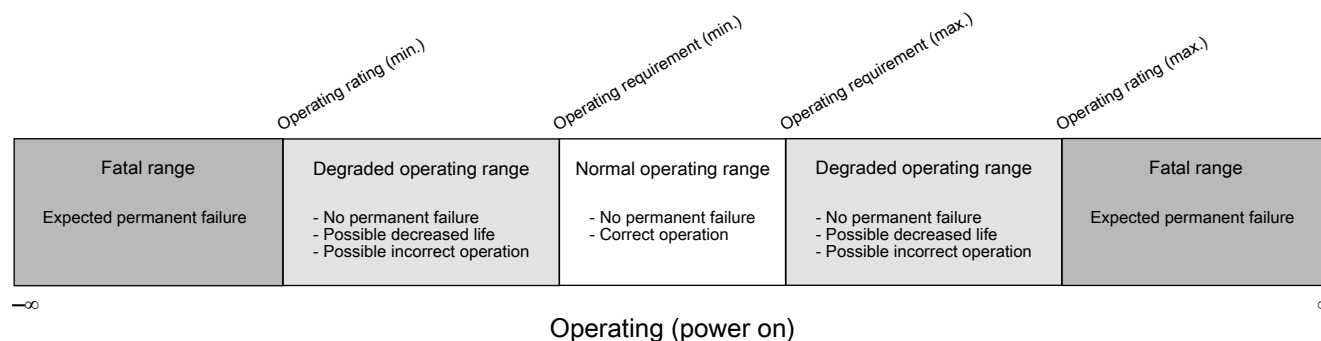 Operating rating (min.)
Operating requirement (min.)
Operating requirement (max.)
Operating rating (max.)
Fatal range
Degraded operating range
Normal operating range
Degraded operating range
Fatal range
Expected permanent failure
- No permanent failure
- Possible decreased life
- Possible incorrect operation
- No permanent failure
- Correct operation
- No permanent failure
- Possible decreased life
- Possible incorrect operation
Expected permanent failure
–∞
Operating (power on)